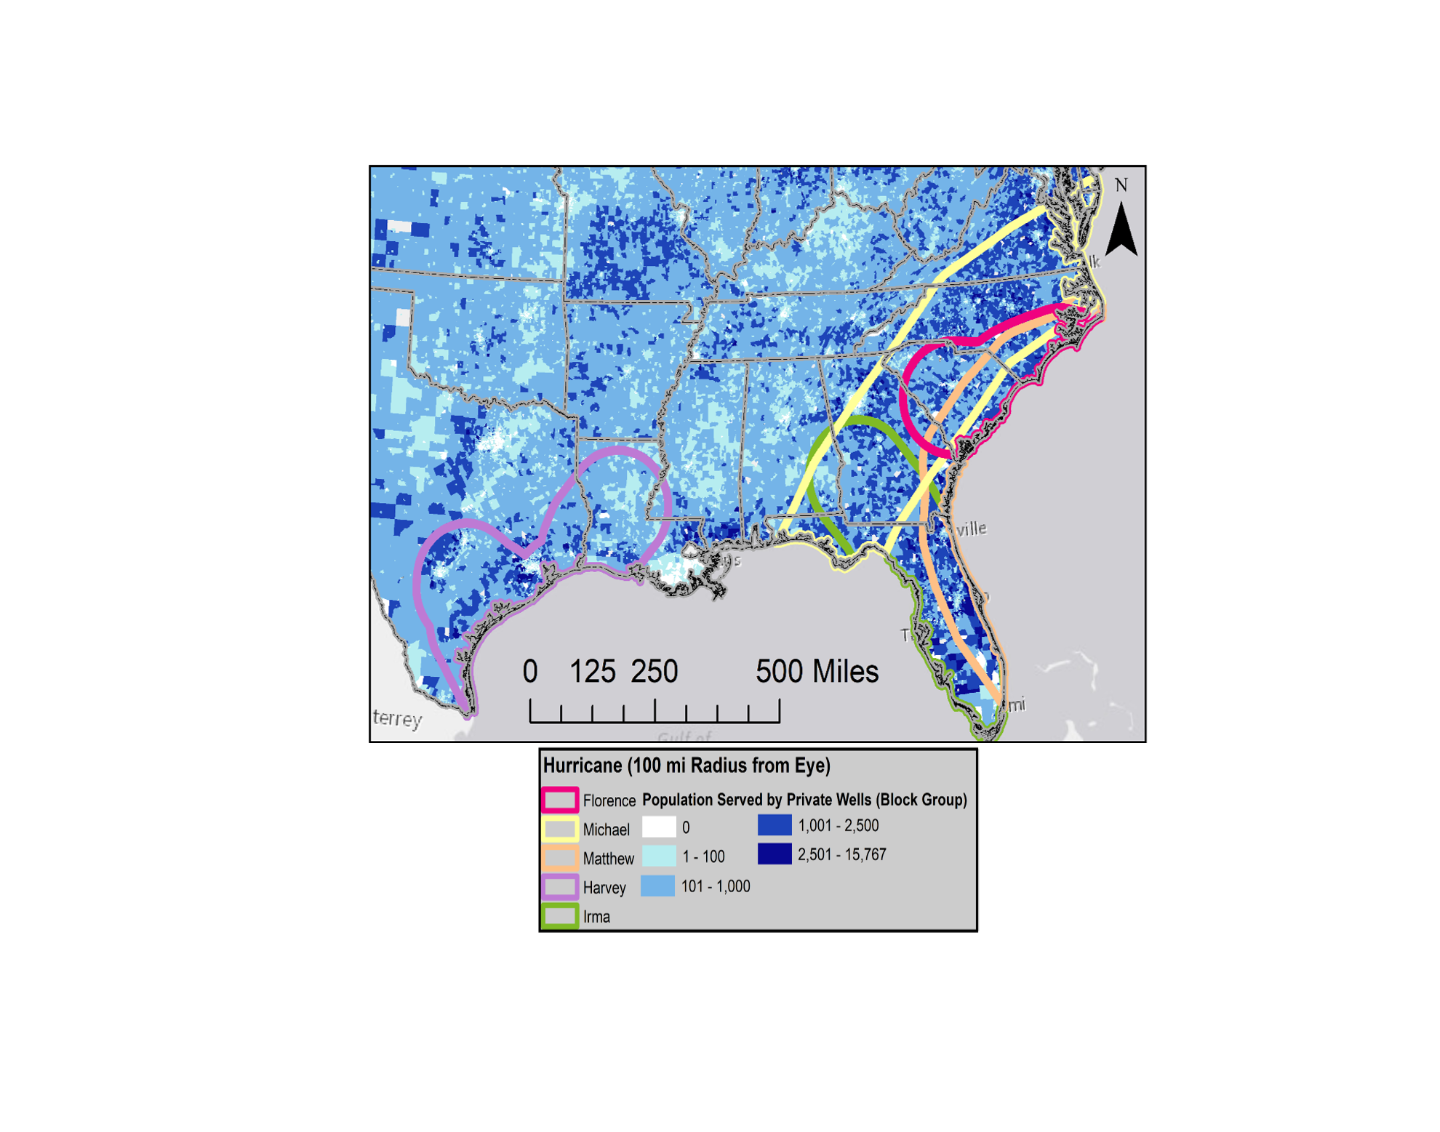 N
lk
ville
ns
T
mi
0 125 250 500 Miles
terrey
Gulf of
Hurricane (100 mi Radius from Eye)
Florence Population Served by Private Wells (Block Group)
Michael 0 1,001 - 2,500
Matthew 1 - 100 2,501 - 15,767
Harvey 101 - 1,000
Irma